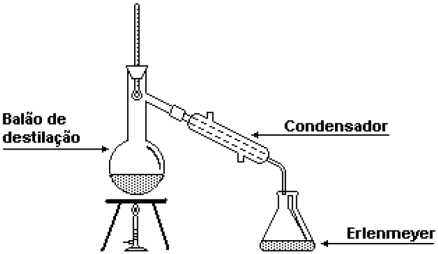 Balão de
destilação
Condensador
Erlenmeyer